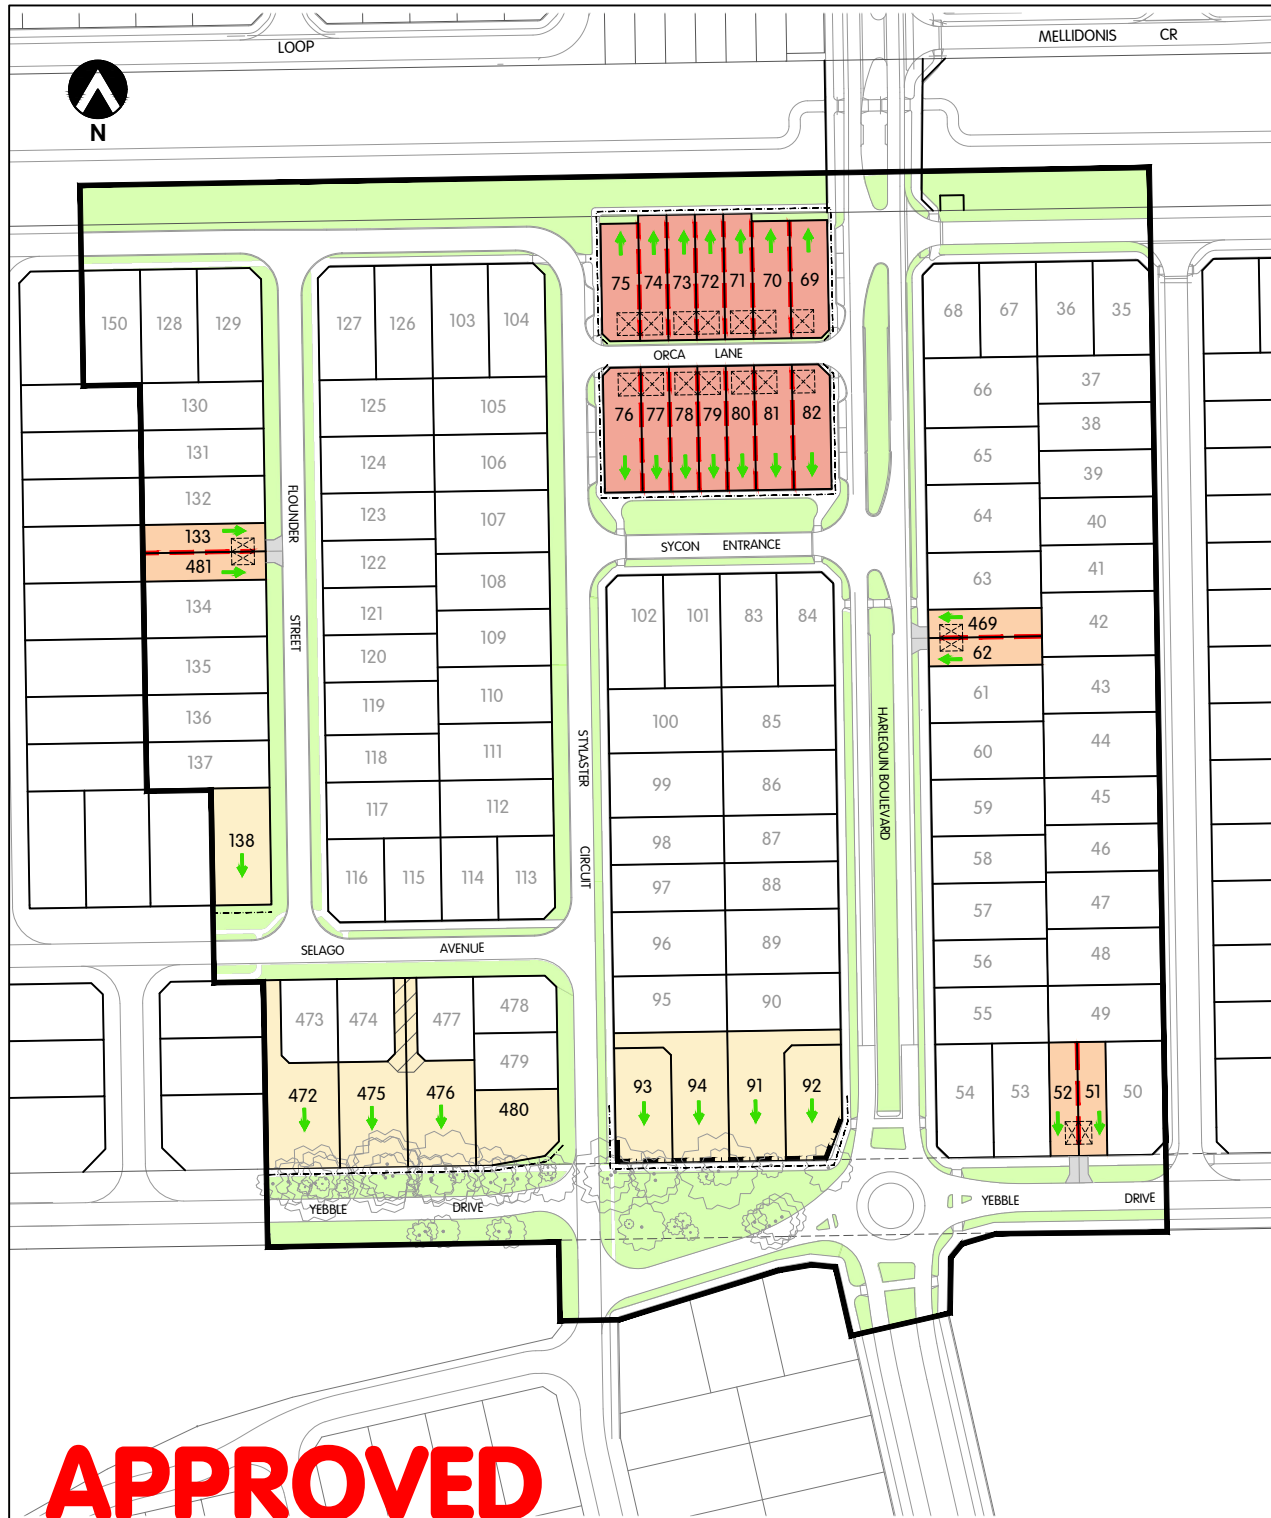 LOOP
MELLIDONIS CR
N
75 74 73 72 71 70 69
ORCA LANE
76 77 78 79 80 81 82
SYCON ENTRANCE
150 128 129
130
131
132
133
481
134
135
136
137
138
FLOUNDER STREET
127 126 103 104
125 105
124 106
123 107
122 108
121 109
120 110
119 111
118 112
117
116 115 114 113
SELAGO AVENUE
STYLASTER CIRCUIT
102 101 83 84
100 85
99 86
98 87
97 88
96 89
95 90
93 94 91 92
HARLEQUIN BOULEVARD
68 67 36 35
66 37
65 38
64 39
63 40
469 41
62 42
61 43
60 44
59 45
58 46
57 47
56 48
55 49
54 53 52 51 50
473 474 477 478
479
472 475 476 480
YEBBLE DRIVE
YEBBLE DRIVE
APPROVED